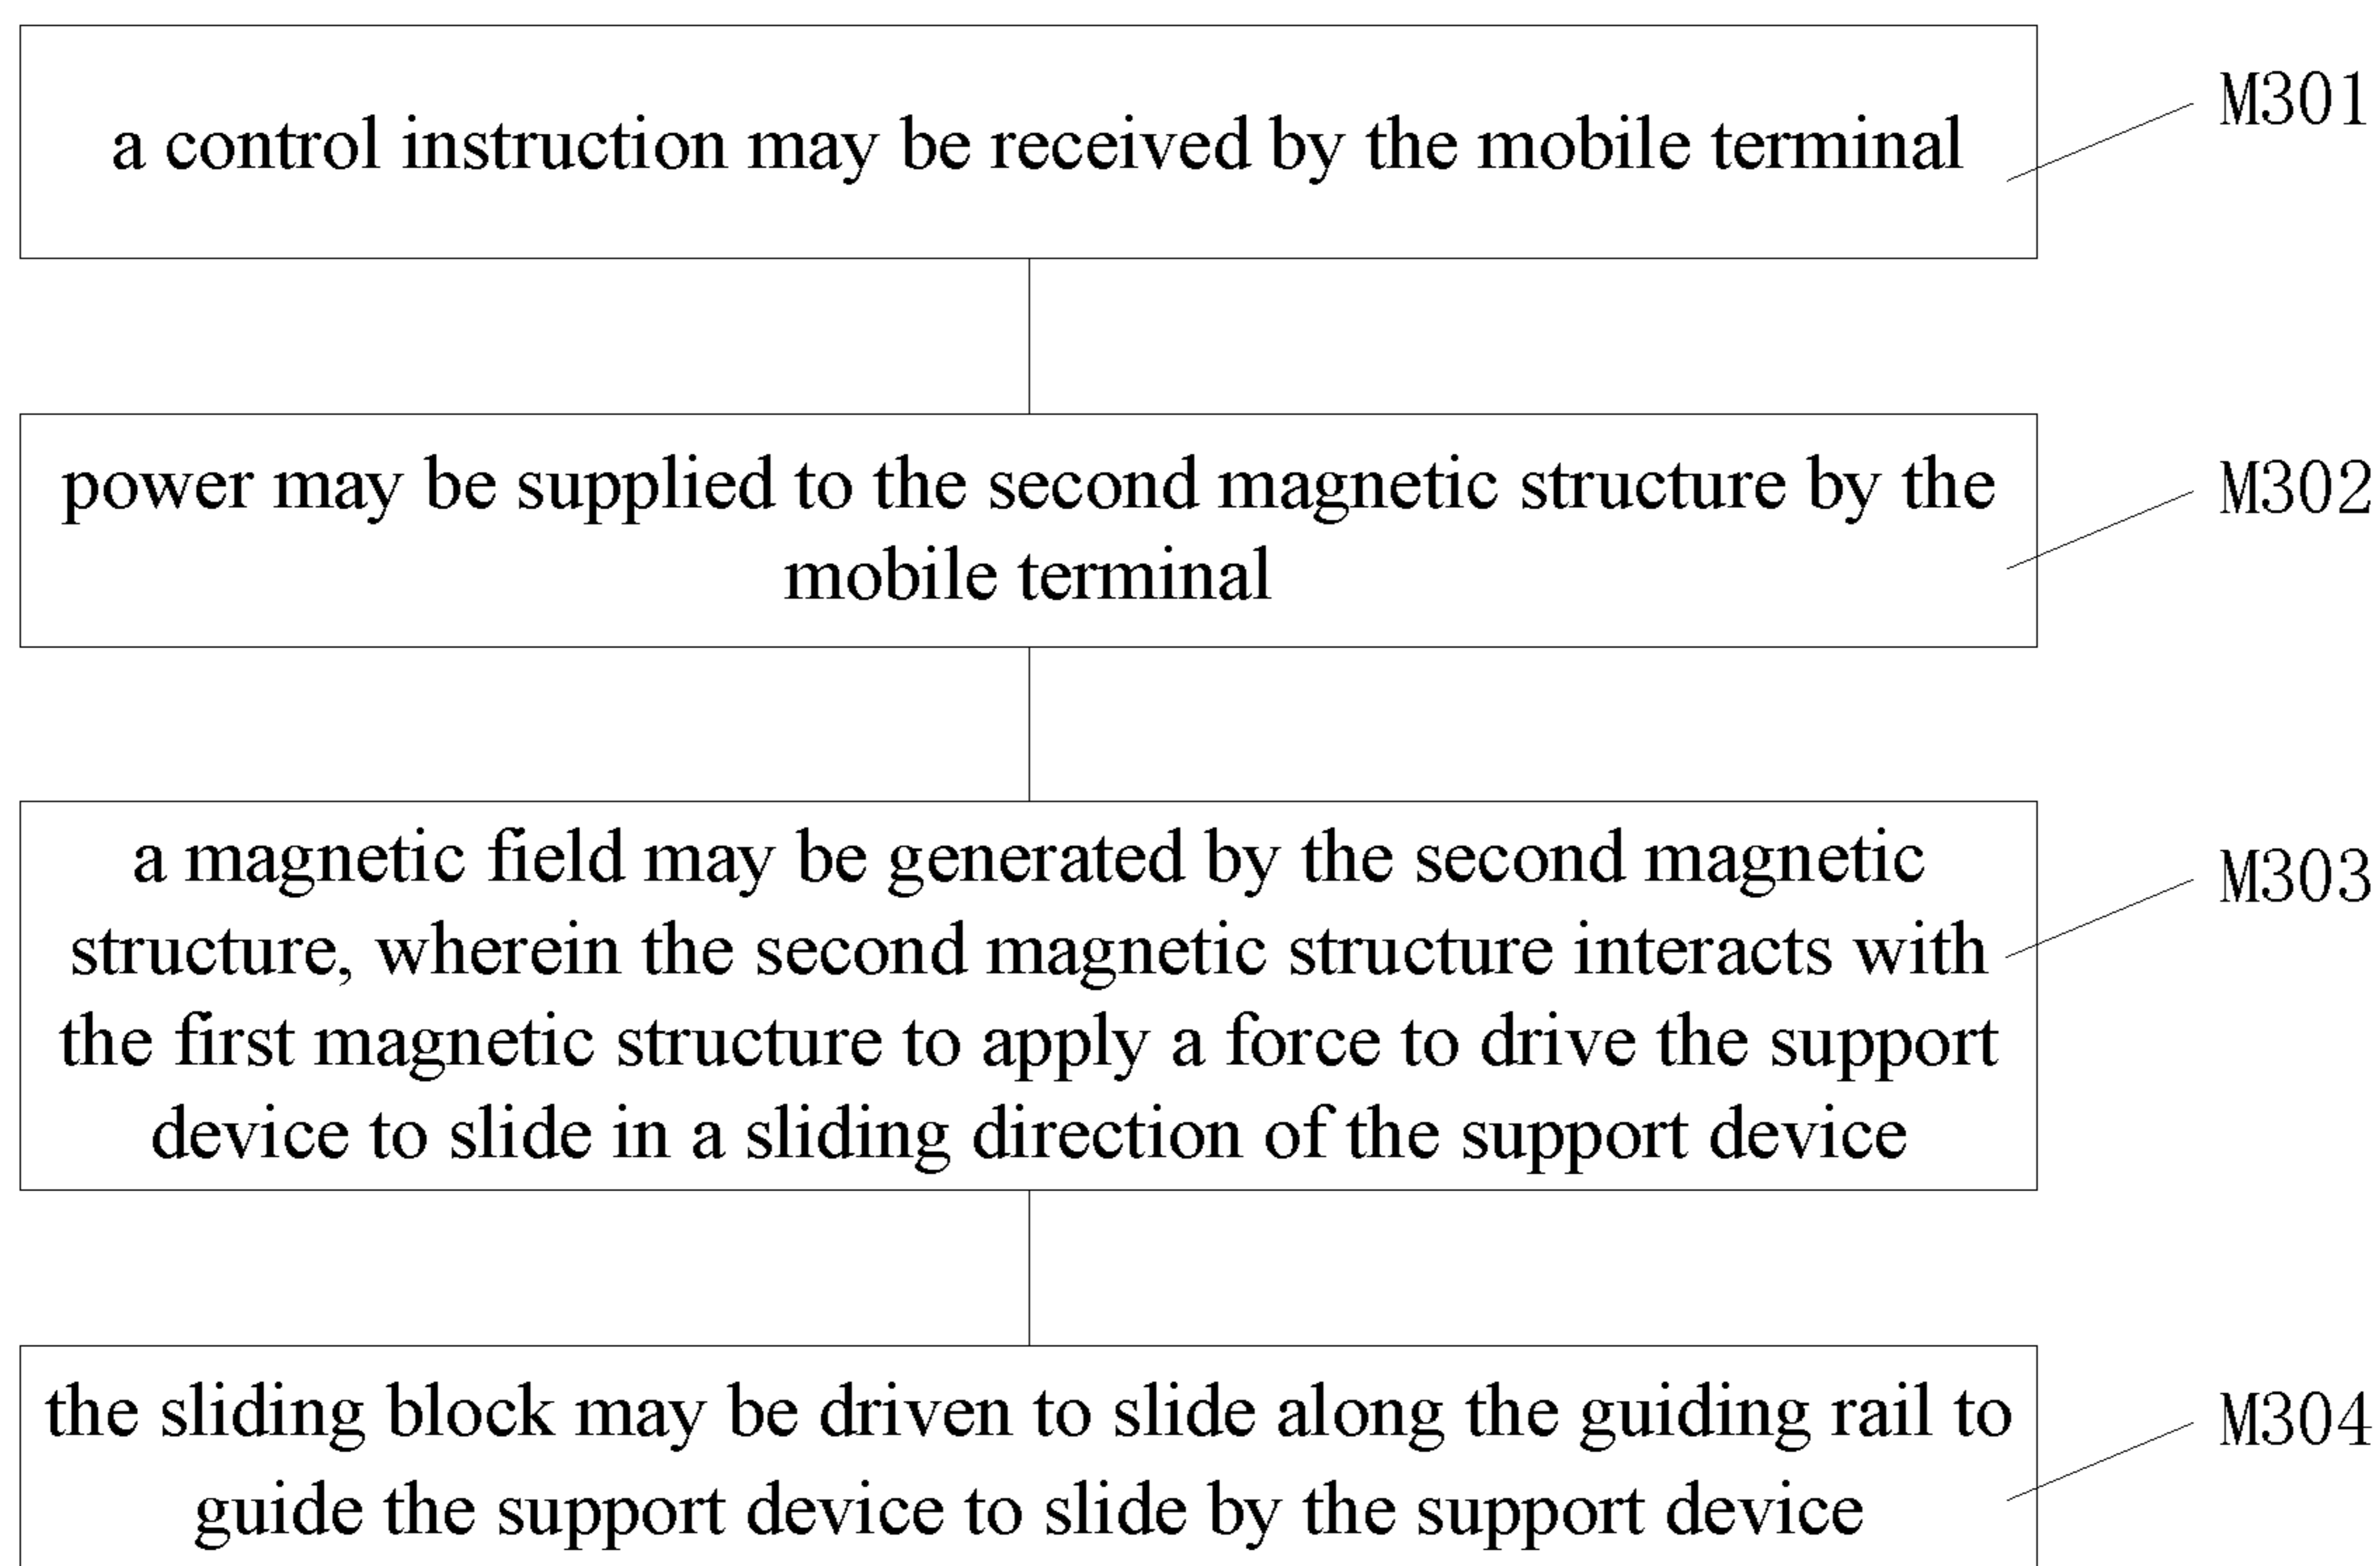 a control instruction may be received by the mobile terminal
M301
power may be supplied to the second magnetic structure by the
mobile terminal
M302
a magnetic field may be generated by the second magnetic
structure, wherein the second magnetic structure interacts with
the first magnetic structure to apply a force to drive the support
device to slide in a sliding direction of the support device
M303
the sliding block may be driven to slide along the guiding rail to
guide the support device to slide by the support device
M304